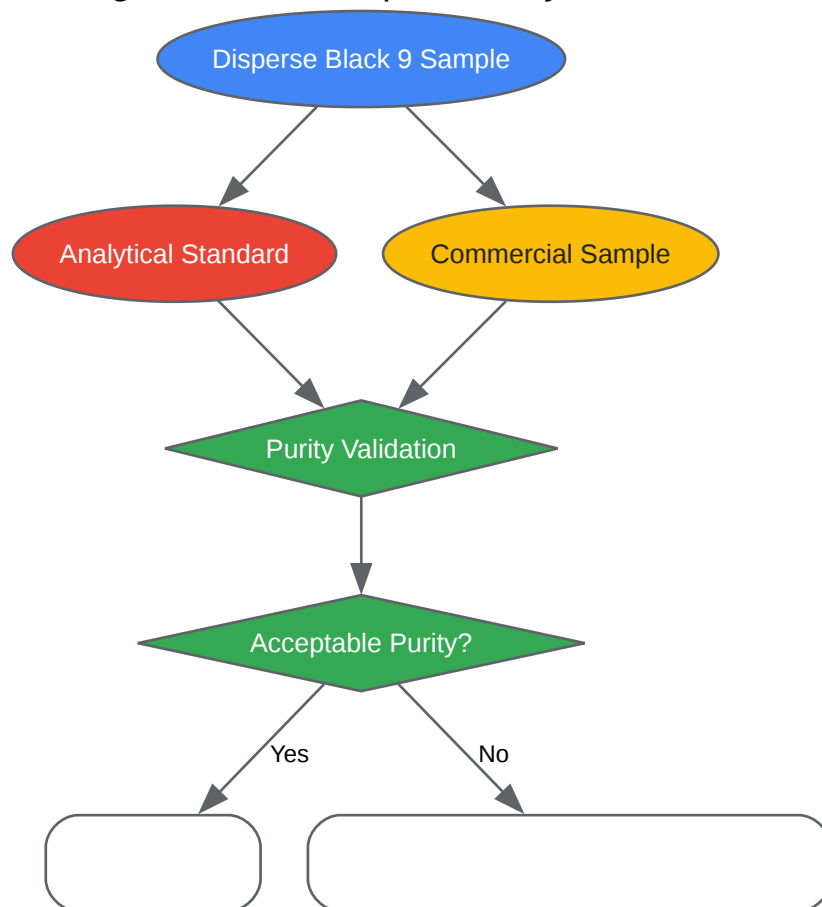 Disperse Black 9 Sample
Analytical Standard
Commercial Sample
Purity Validation
Acceptable Purity?
Yes
No